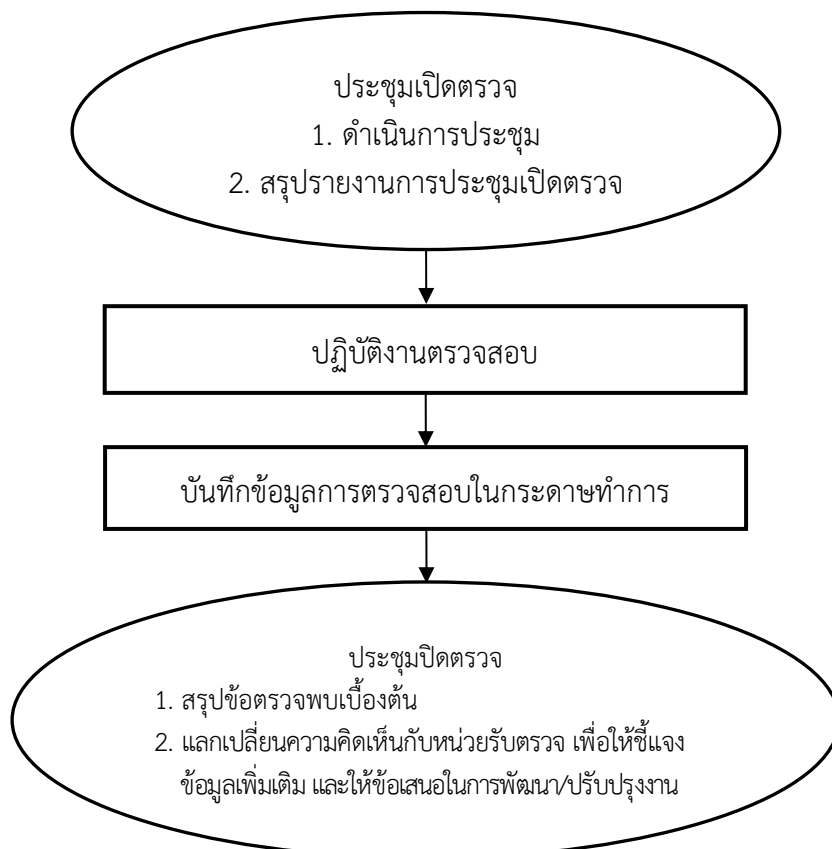 ประชุมเปิดตรวจ
1. ดำเนินการประชุม
2. สรุปรายงานการประชุมเปิดตรวจ
ปฏิบัติงานตรวจสอบ
บันทึกข้อมูลการตรวจสอบในกระดาษทำการ
ประชุมปิดตรวจ
1. สรุปข้อตรวจพบเบื้องต้น
2. แลกเปลี่ยนความคิดเห็นกับหน่วยรับตรวจ เพื่อให้ชี้แจง
ข้อมูลเพิ่มเติม และให้ข้อเสนอในการพัฒนา/ปรับปรุงงาน